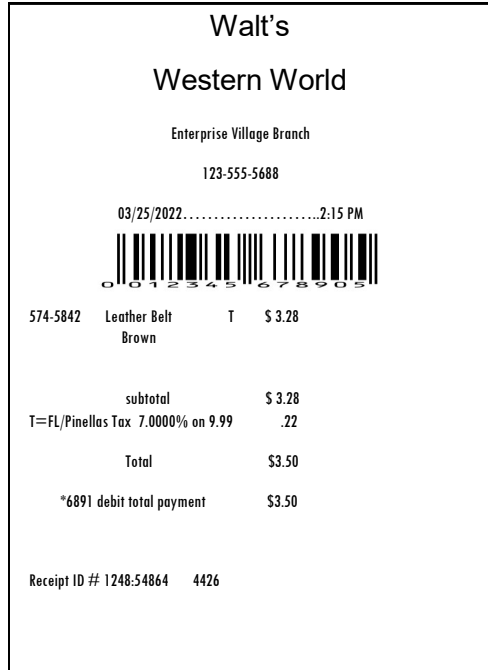 Walt's
Western World
Enterprise Village Branch
123-555-5688
03/25/2022……………………..2:15 PM
0 012345 678905
574-5842 Leather Belt T $ 3.28
Brown
subtotal $ 3.28
T=FL/Pinellas Tax 7.0000% on 9.99 .22
Total $3.50
*6891 debit total payment $3.50
Receipt ID # 1248:54864 4426